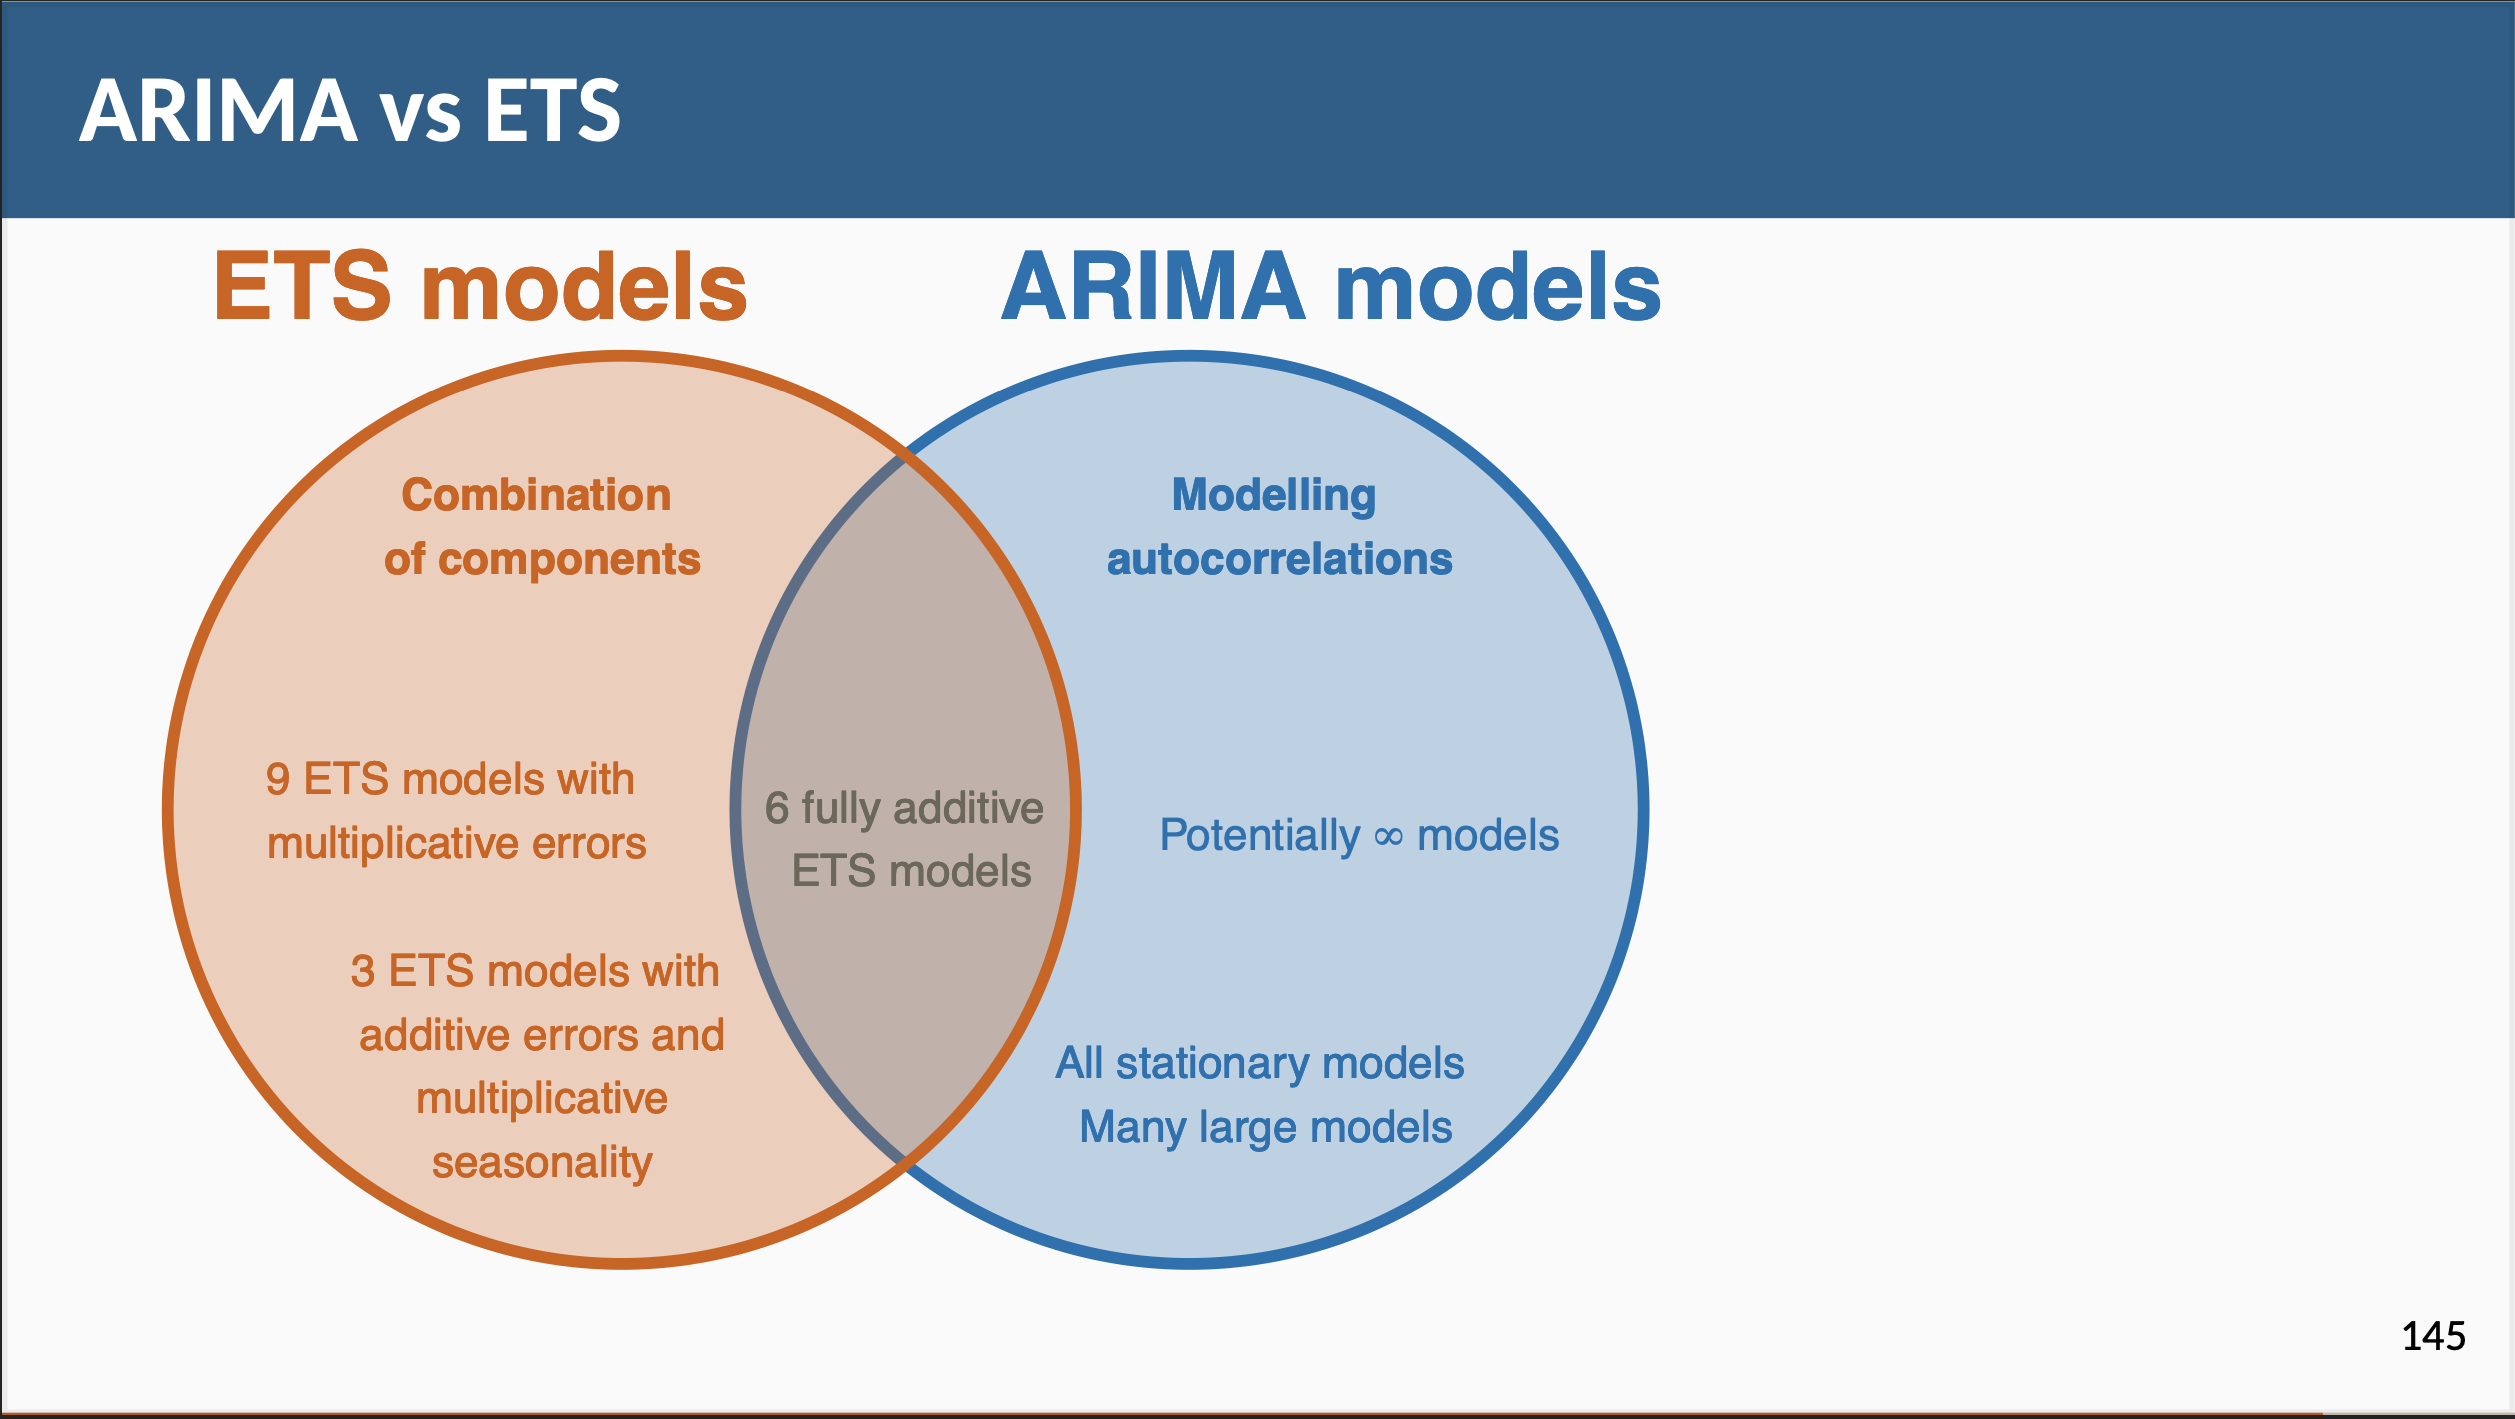 ARIMA vs ETS
ETS models
ARIMA models
Combination
of components
Modelling
autocorrelations
9 ETS models with
multiplicative errors
3 ETS models with
additive errors and
multiplicative
seasonality
6 fully additive
ETS models
Potentially ∞ models
All stationary models
Many large models
145